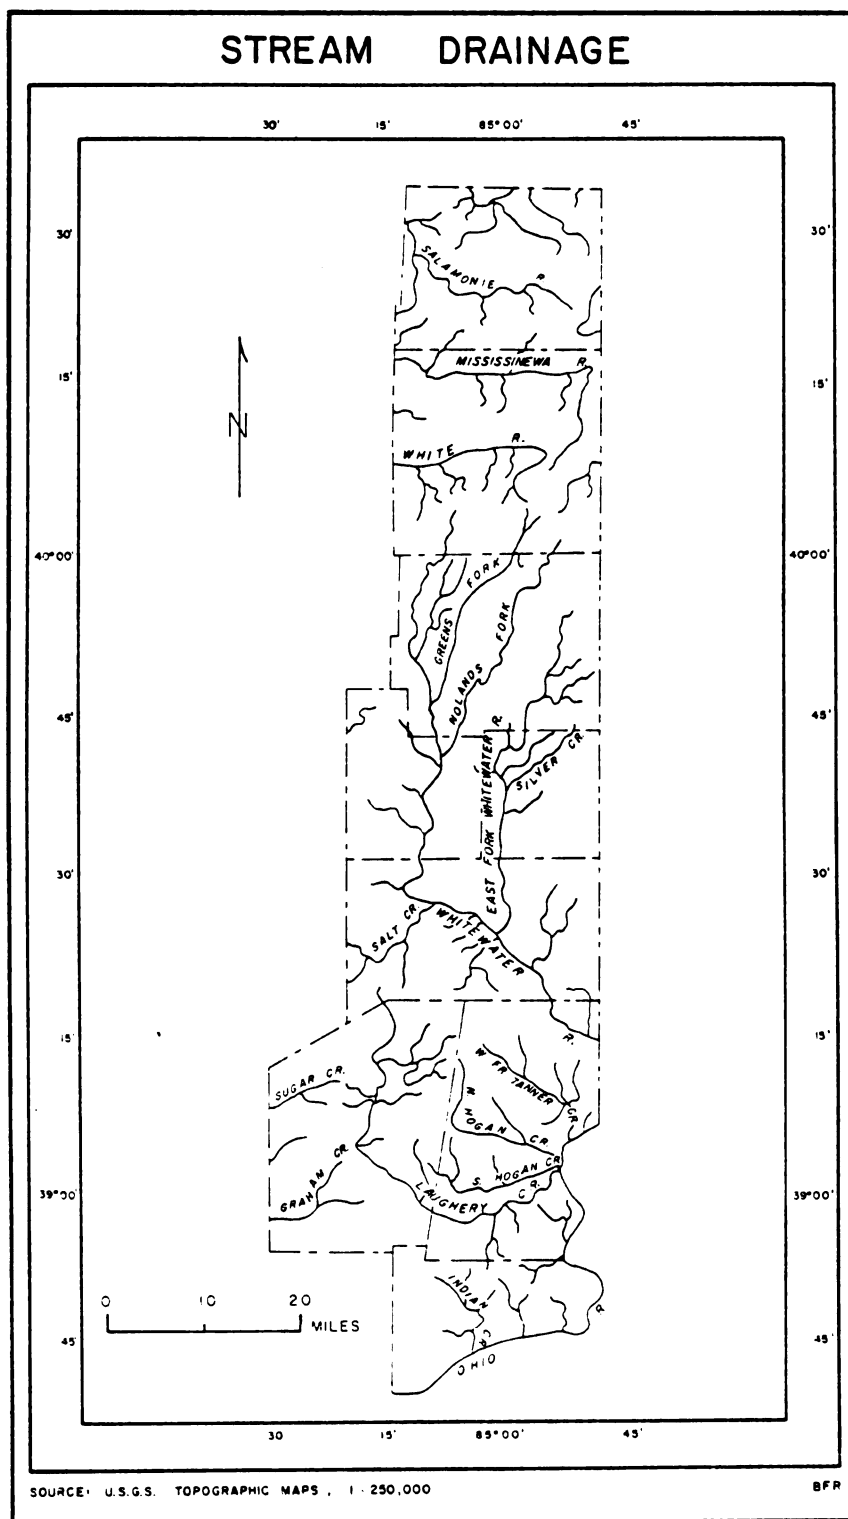 STREAM DRAINAGE
30' 15' 85°00' 45'
30' 30'
SALAMONIE R.
MISSISSINEWA R.
15' 15'
N
WHITE R.
40°00' 40°00'
GREENS FORK
NOLANDS FORK
45' 45'
EAST FORK WHITEWATER R.
SILVER CR.
30' 30'
SALT CR.
WHITEWATER R.
15' 15'
W FR TANNER CR.
SUGAR CR.
N HOGAN CR.
GRAHAM CR.
S. HOGAN CR.
LAUGHERY CR.
39°00' 39°00'
INDIAN CR.
0 10 20
MILES
45' 45'
OHIO R.
30 15' 85°00' 45'
SOURCE: U.S.G.S. TOPOGRAPHIC MAPS, 1:250,000
BFR